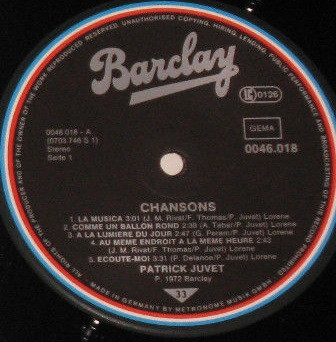 ALL RIGHTS OF THE PRODUCER AND OF THE OWNER OF THE WORK REPRODUCED RESERVED. UNAUTHORISED COPYING, HIRING, LENDING, PUBLIC PERFORMANCE AND BROADCASTING OF THIS RECORD PROHIBITED
Barclay
LC 0126
GEMA
0046.018 - A
(0703 746 S 1)
Stereo
Seite 1
0046.018
CHANSONS
1. LA MUSICA 3:01 (J. M. Rivat/F. Thomas/P. Juvet) Lorene
2. COMME UN BALLON ROND 2:39 (A. Tabar/P. Juvet) Lorene
3. A LA LUMIERE DU JOUR 2:47 (G. Perein/P. Juvet) Lorene
4. AU MEME ENDROIT A LA MEME HEURE 2:43
(J. M. Rivat/F. Thomas/P. Juvet) Lorene
5. ECOUTE-MOI 3:31 (P. Delanoe/P. Juvet) Lorene
PATRICK JUVET
P. 1972 Barclay
33
MADE IN GERMANY BY METRONOME MUSIK GMBH